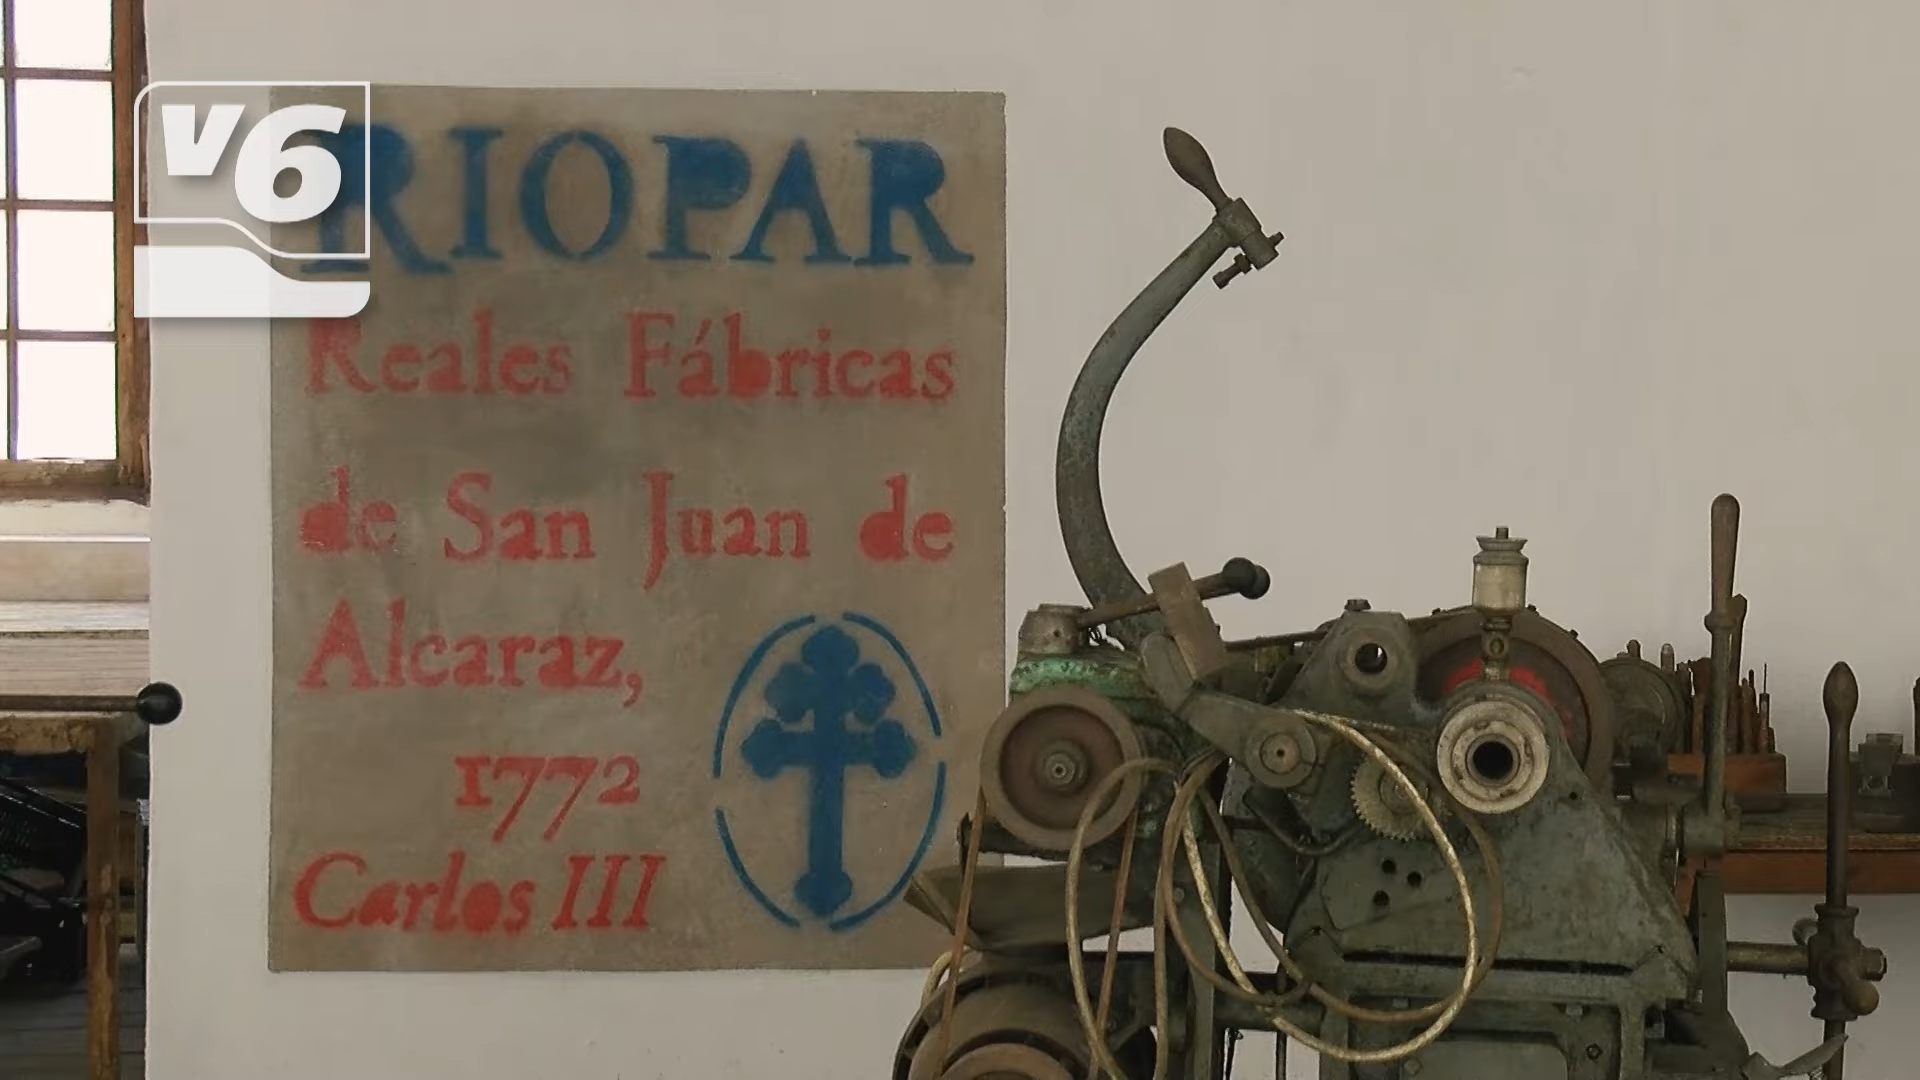 v6
RIOPAR
Reales Fábricas
de San Juan de
Alcaraz,
1772
Carlos III